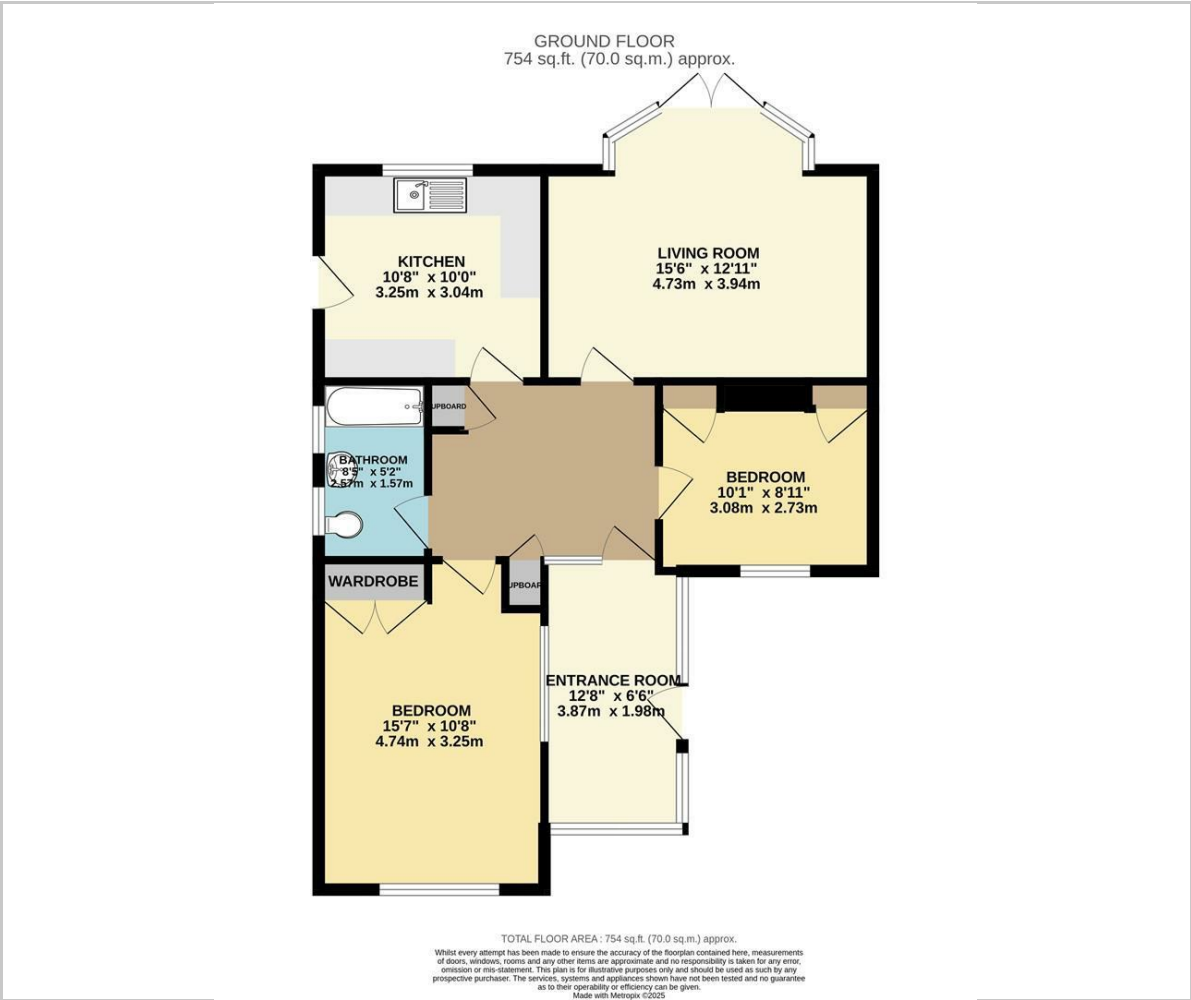 GROUND FLOOR
754 sq.ft. (70.0 sq.m.) approx.
KITCHEN
10'8" x 10'0"
3.25m x 3.04m
LIVING ROOM
15'6" x 12'11"
4.73m x 3.94m
UPBOARD
BATHROOM
8'5" x 5'2"
2.57m x 1.57m
BEDROOM
10'1" x 8'11"
3.08m x 2.73m
WARDROBE
UPBOAR
ENTRANCE ROOM
12'8" x 6'6"
3.87m x 1.98m
BEDROOM
15'7" x 10'8"
4.74m x 3.25m
TOTAL FLOOR AREA : 754 sq.ft. (70.0 sq.m.) approx.
Whilst every attempt has been made to ensure the accuracy of the floorplan contained here, measurements
of doors, windows, rooms and any other items are approximate and no responsibility is taken for any error,
omission or mis-statement. This plan is for illustrative purposes only and should be used as such by any
prospective purchaser. The services, systems and appliances shown have not been tested and no guarantee
as to their operability or efficiency can be given.
Made with Metropix ©2025